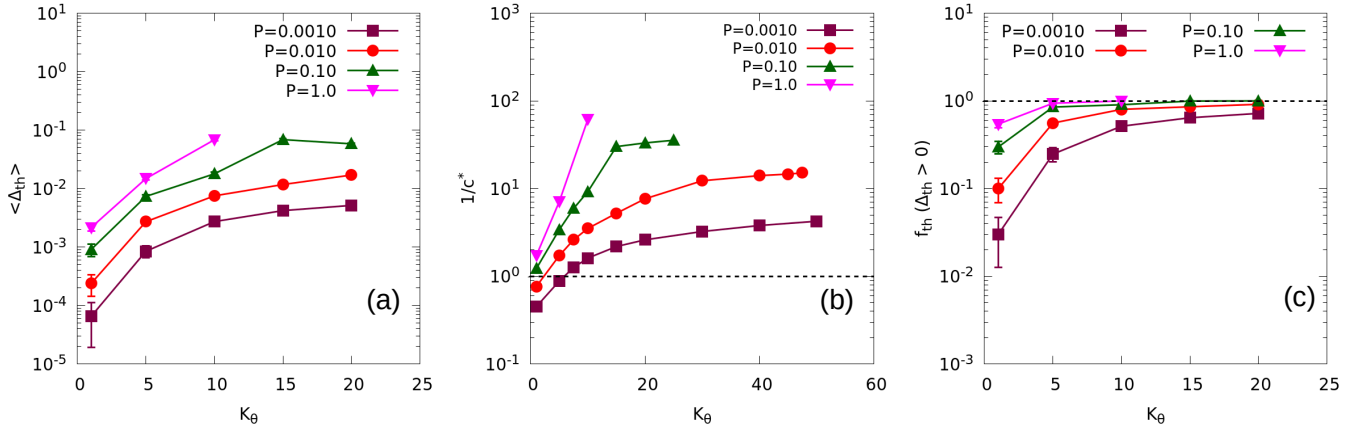 10¹
10⁰
10⁻¹
10⁻²
10⁻³
10⁻⁴
10⁻⁵
<Δth>
P=0.0010
P=0.010
P=0.10
P=1.0
(a)
0 5 10 15 20 25
Kθ
10³
10²
10¹
10⁰
10⁻¹
1/c*
P=0.0010
P=0.010
P=0.10
P=1.0
(b)
0 20 40 60
Kθ
10¹
10⁰
10⁻¹
10⁻²
10⁻³
fth (Δth > 0)
P=0.0010 P=0.10
P=0.010 P=1.0
(c)
0 5 10 15 20 25
Kθ